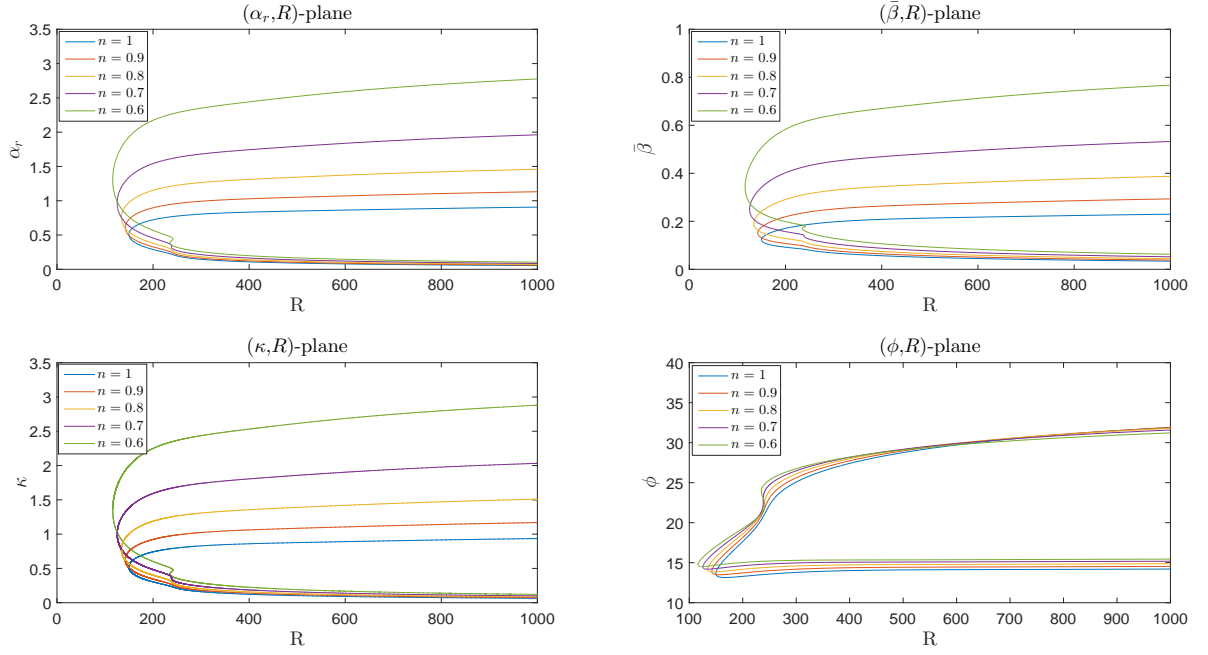 (α_r,R)-plane
3.5
3
2.5
2
1.5
1
0.5
0
α_r
n = 1
n = 0.9
n = 0.8
n = 0.7
n = 0.6
0 200 400 600 800 1000
R
(β̄,R)-plane
1
0.8
0.6
0.4
0.2
0
β̄
n = 1
n = 0.9
n = 0.8
n = 0.7
n = 0.6
0 200 400 600 800 1000
R
(κ,R)-plane
3.5
3
2.5
2
1.5
1
0.5
0
κ
n = 1
n = 0.9
n = 0.8
n = 0.7
n = 0.6
0 200 400 600 800 1000
R
(ϕ,R)-plane
40
35
30
25
20
15
10
ϕ
n = 1
n = 0.9
n = 0.8
n = 0.7
n = 0.6
100 200 300 400 500 600 700 800 900 1000
R